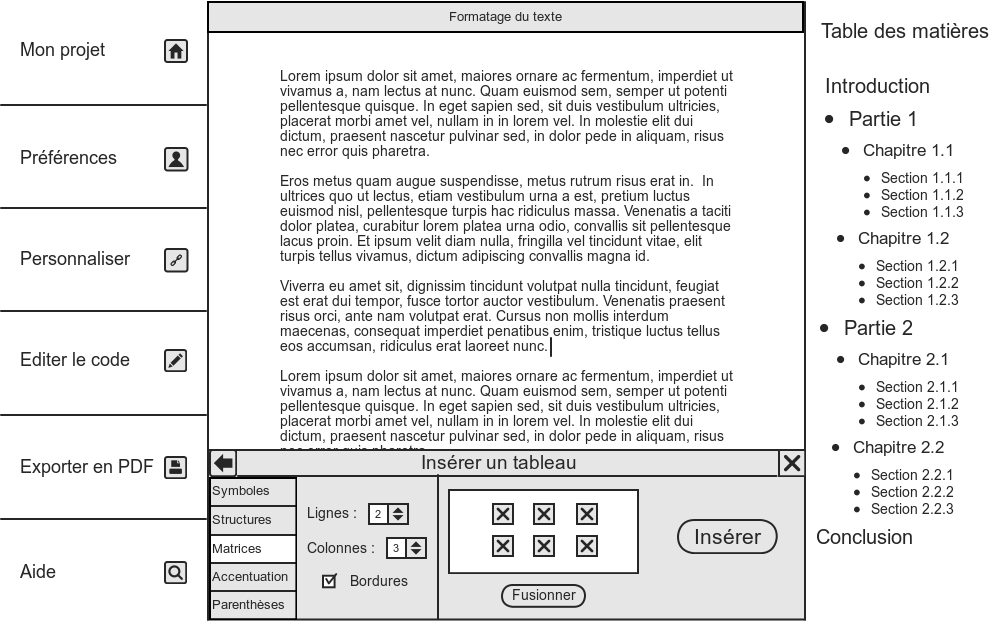 Mon projet
Préférences
Personnaliser
Editer le code
Exporter en PDF
Aide
Formatage du texte
Lorem ipsum dolor sit amet, maiores ornare ac fermentum, imperdiet ut
vivamus a, nam lectus at nunc. Quam euismod sem, semper ut potenti
pellentesque quisque. In eget sapien sed, sit duis vestibulum ultricies,
placerat morbi amet vel, nullam in in lorem vel. In molestie elit dui
dictum, praesent nascetur pulvinar sed, in dolor pede in aliquam, risus
nec error quis pharetra.
Eros metus quam augue suspendisse, metus rutrum risus erat in. In
ultrices quo ut lectus, etiam vestibulum urna a est, pretium luctus
euismod nisl, pellentesque turpis hac ridiculus massa. Venenatis a taciti
dolor platea, curabitur lorem platea urna odio, convallis sit pellentesque
lacus proin. Et ipsum velit diam nulla, fringilla vel tincidunt vitae, elit
turpis tellus vivamus, dictum adipiscing convallis magna id.
Viverra eu amet sit, dignissim tincidunt volutpat nulla tincidunt, feugiat
est erat dui tempor, fusce tortor auctor vestibulum. Venenatis praesent
risus orci, ante nam volutpat erat. Cursus non mollis interdum
maecenas, consequat imperdiet penatibus enim, tristique luctus tellus
eos accumsan, ridiculus erat laoreet nunc.
Lorem ipsum dolor sit amet, maiores ornare ac fermentum, imperdiet ut
vivamus a, nam lectus at nunc. Quam euismod sem, semper ut potenti
pellentesque quisque. In eget sapien sed, sit duis vestibulum ultricies,
placerat morbi amet vel, nullam in in lorem vel. In molestie elit dui
dictum, praesent nascetur pulvinar sed, in dolor pede in aliquam, risus
nec error quis pharetra.
Insérer un tableau
Symboles
Structures
Matrices
Accentuation
Parenthèses
Lignes : 2
Colonnes : 3
Bordures
Fusionner
Insérer
Table des matières
Introduction
Partie 1
Chapitre 1.1
Section 1.1.1
Section 1.1.2
Section 1.1.3
Chapitre 1.2
Section 1.2.1
Section 1.2.2
Section 1.2.3
Partie 2
Chapitre 2.1
Section 2.1.1
Section 2.1.2
Section 2.1.3
Chapitre 2.2
Section 2.2.1
Section 2.2.2
Section 2.2.3
Conclusion